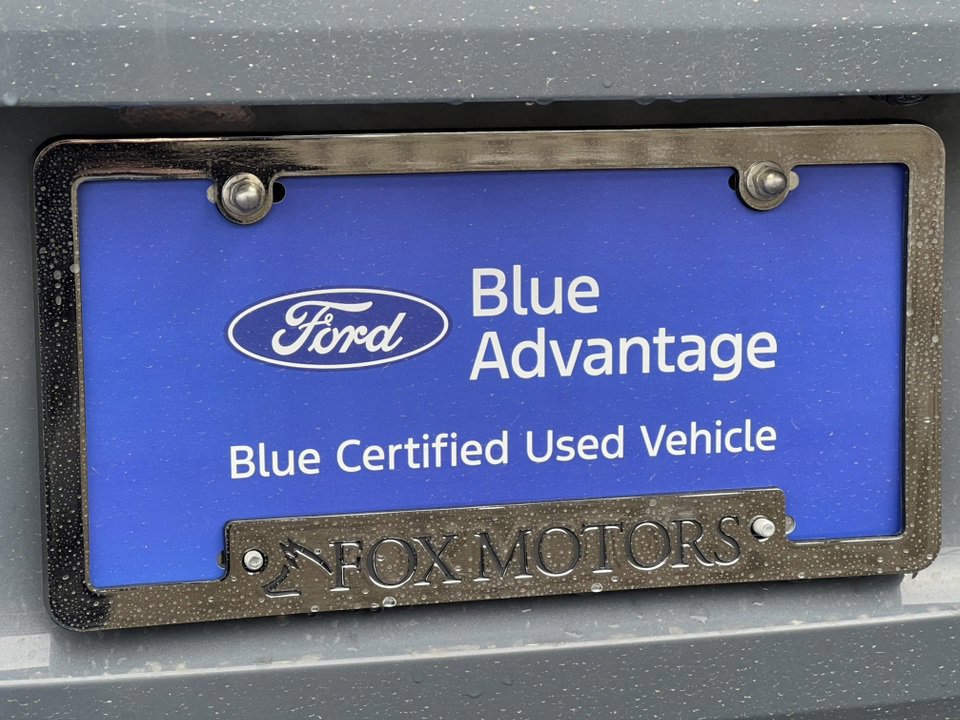 Ford
Blue
Advantage
Blue Certified Used Vehicle
FOX MOTORS